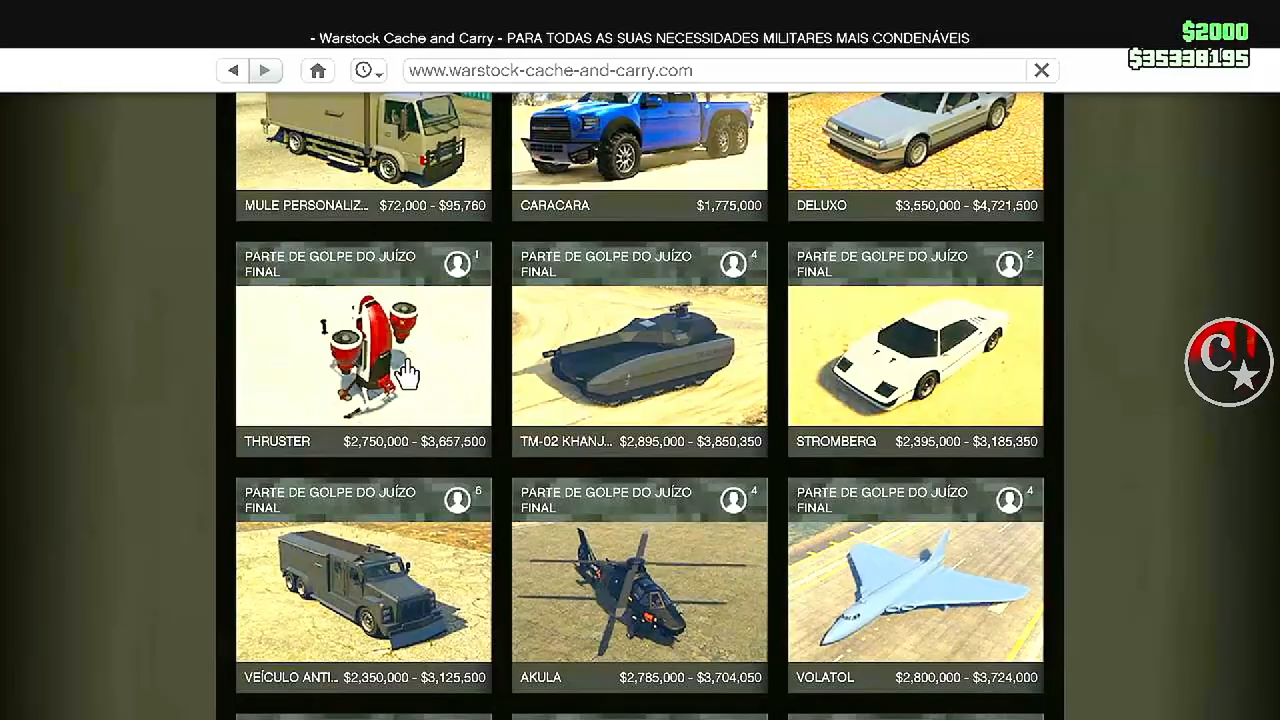 - Warstock Cache and Carry - PARA TODAS AS SUAS NECESSIDADES MILITARES MAIS CONDENÁVEIS
$2000
$35338195
www.warstock-cache-and-carry.com
MULE PERSONALIZ... $72,000 - $95,760
CARACARA $1,775,000
DELUXO $3,550,000 - $4,721,500
PARTE DE GOLPE DO JUÍZO FINAL 1
PARTE DE GOLPE DO JUÍZO FINAL 4
PARTE DE GOLPE DO JUÍZO FINAL 2
THRUSTER $2,750,000 - $3,657,500
TM-02 KHANJ... $2,895,000 - $3,850,350
STROMBERG $2,395,000 - $3,185,350
PARTE DE GOLPE DO JUÍZO FINAL 6
PARTE DE GOLPE DO JUÍZO FINAL 4
PARTE DE GOLPE DO JUÍZO FINAL 4
VEÍCULO ANTI... $2,350,000 - $3,125,500
AKULA $2,785,000 - $3,704,050
VOLATOL $2,800,000 - $3,724,000